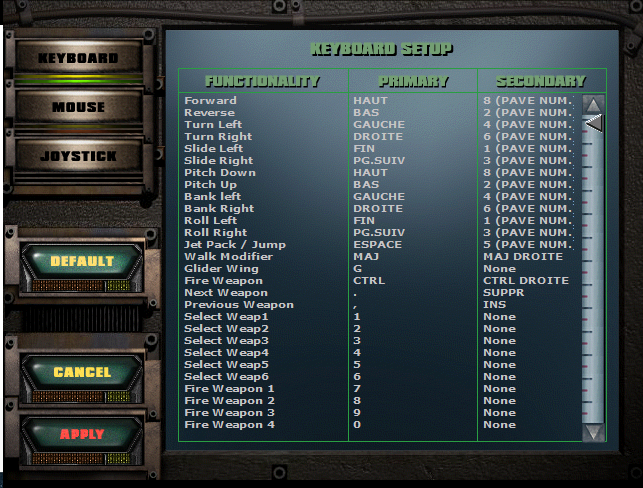 KEYBOARD SETUP
KEYBOARD
MOUSE
JOYSTICK
DEFAULT
CANCEL
APPLY
FUNCTIONALITY PRIMARY SECONDARY
Forward HAUT 8 (PAVE NUM.
Reverse BAS 2 (PAVE NUM.
Turn Left GAUCHE 4 (PAVE NUM.
Turn Right DROITE 6 (PAVE NUM.
Slide Left FIN 1 (PAVE NUM.
Slide Right PG.SUIV 3 (PAVE NUM.
Pitch Down HAUT 8 (PAVE NUM.
Pitch Up BAS 2 (PAVE NUM.
Bank left GAUCHE 4 (PAVE NUM.
Bank Right DROITE 6 (PAVE NUM.
Roll Left FIN 1 (PAVE NUM.
Roll Right PG.SUIV 3 (PAVE NUM.
Jet Pack / Jump ESPACE 5 (PAVE NUM.
Walk Modifier MAJ MAJ DROITE
Glider Wing G None
Fire Weapon CTRL CTRL DROITE
Next Weapon . SUPPR
Previous Weapon , INS
Select Weap1 1 None
Select Weap2 2 None
Select Weap3 3 None
Select Weap4 4 None
Select Weap5 5 None
Select Weap6 6 None
Fire Weapon 1 7 None
Fire Weapon 2 8 None
Fire Weapon 3 9 None
Fire Weapon 4 0 None